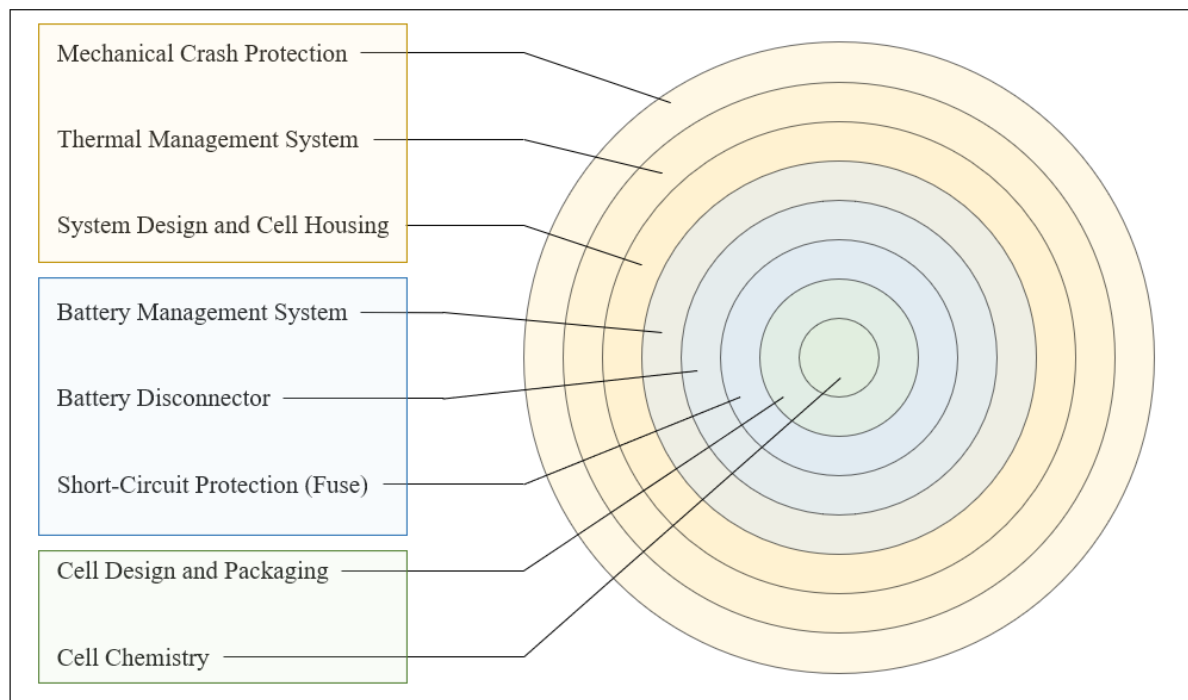 Mechanical Crash Protection
Thermal Management System
System Design and Cell Housing
Battery Management System
Battery Disconnector
Short-Circuit Protection (Fuse)
Cell Design and Packaging
Cell Chemistry